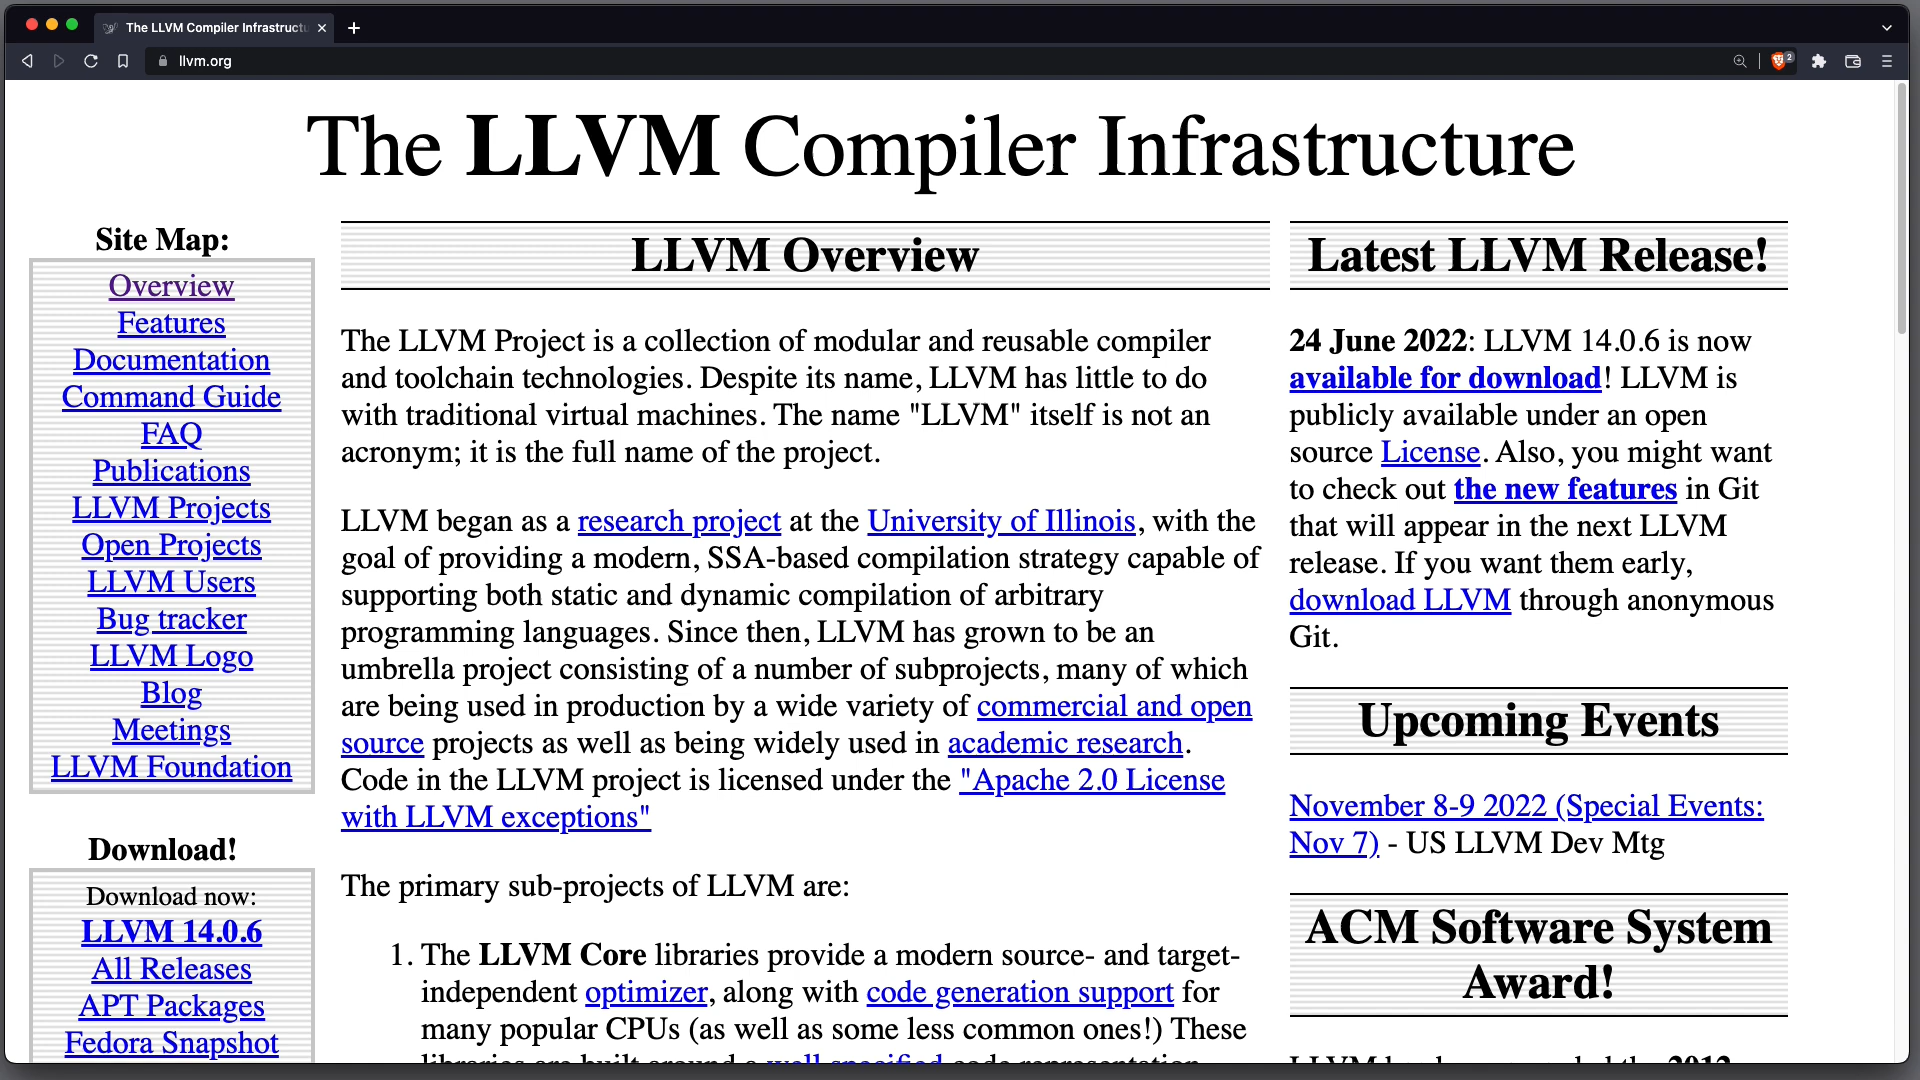 The LLVM Compiler Infrastructu
llvm.org
2
The LLVM Compiler Infrastructure
Site Map:
Overview
Features
Documentation
Command Guide
FAQ
Publications
LLVM Projects
Open Projects
LLVM Users
Bug tracker
LLVM Logo
Blog
Meetings
LLVM Foundation
Download!
Download now:
LLVM 14.0.6
All Releases
APT Packages
Fedora Snapshot
LLVM Overview
The LLVM Project is a collection of modular and reusable compiler
and toolchain technologies. Despite its name, LLVM has little to do
with traditional virtual machines. The name "LLVM" itself is not an
acronym; it is the full name of the project.
LLVM began as a research project at the University of Illinois, with the
goal of providing a modern, SSA-based compilation strategy capable of
supporting both static and dynamic compilation of arbitrary
programming languages. Since then, LLVM has grown to be an
umbrella project consisting of a number of subprojects, many of which
are being used in production by a wide variety of commercial and open
source projects as well as being widely used in academic research.
Code in the LLVM project is licensed under the "Apache 2.0 License
with LLVM exceptions"
The primary sub-projects of LLVM are:
1. The LLVM Core libraries provide a modern source- and target-
independent optimizer, along with code generation support for
many popular CPUs (as well as some less common ones!) These
libraries are built around a well specified code representation
Latest LLVM Release!
24 June 2022: LLVM 14.0.6 is now
available for download! LLVM is
publicly available under an open
source License. Also, you might want
to check out the new features in Git
that will appear in the next LLVM
release. If you want them early,
download LLVM through anonymous
Git.
Upcoming Events
November 8-9 2022 (Special Events:
Nov 7) - US LLVM Dev Mtg
ACM Software System
Award!
LLVM has been awarded the 2012